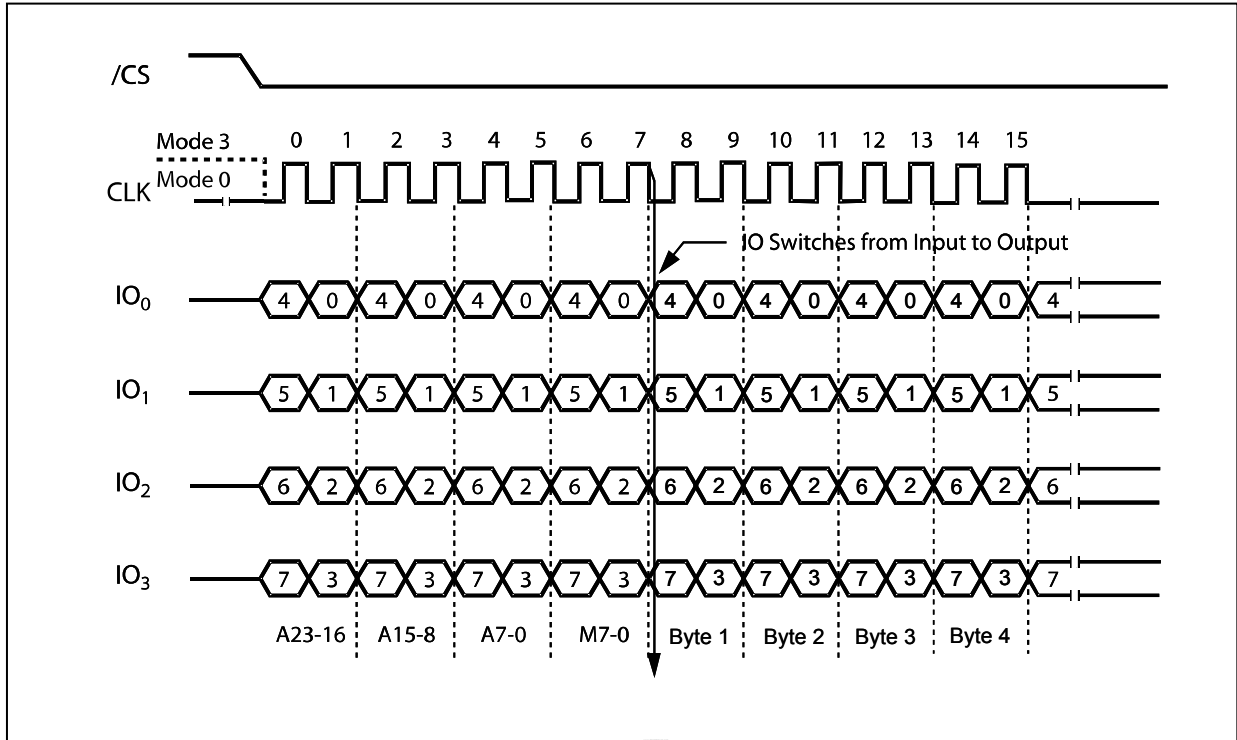 /CS
Mode 3
0 1 2 3 4 5 6 7 8 9 10 11 12 13 14 15
Mode 0
CLK
IO Switches from Input to Output
IO0 4 0 4 0 4 0 4 0 4 0 4 0 4 0 4 0 4
IO1 5 1 5 1 5 1 5 1 5 1 5 1 5 1 5 1 5
IO2 6 2 6 2 6 2 6 2 6 2 6 2 6 2 6 2 6
IO3 7 3 7 3 7 3 7 3 7 3 7 3 7 3 7 3 7
A23-16 A15-8 A7-0 M7-0 Byte 1 Byte 2 Byte 3 Byte 4